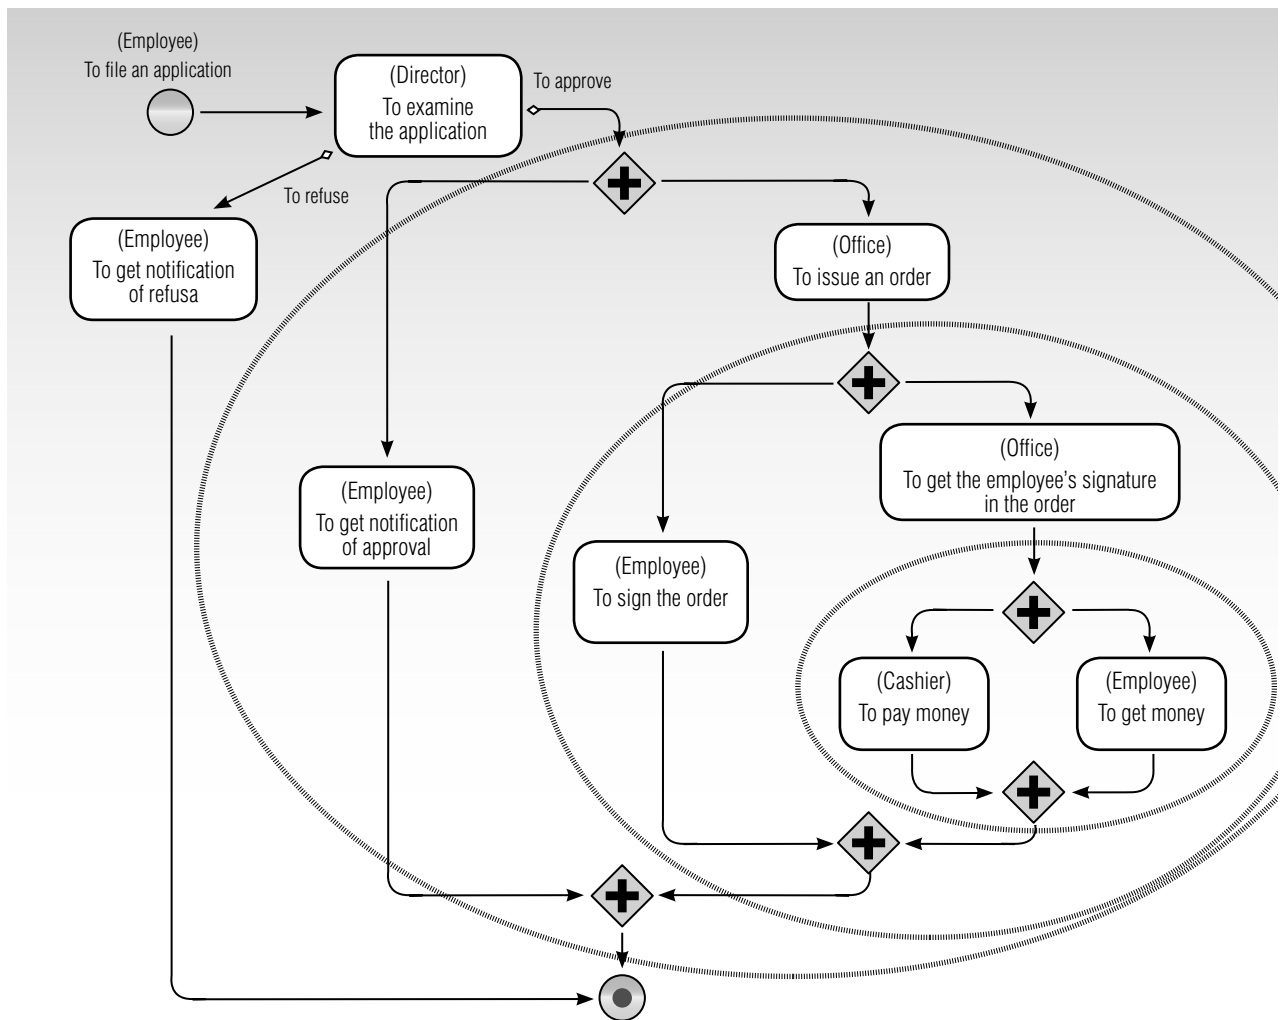 (Employee)
To file an application
(Director)
To examine
the application
To approve
To refuse
(Employee)
To get notification
of refusa
(Office)
To issue an order
(Office)
To get the employee's signature
in the order
(Employee)
To get notification
of approval
(Employee)
To sign the order
(Cashier)
To pay money
(Employee)
To get money